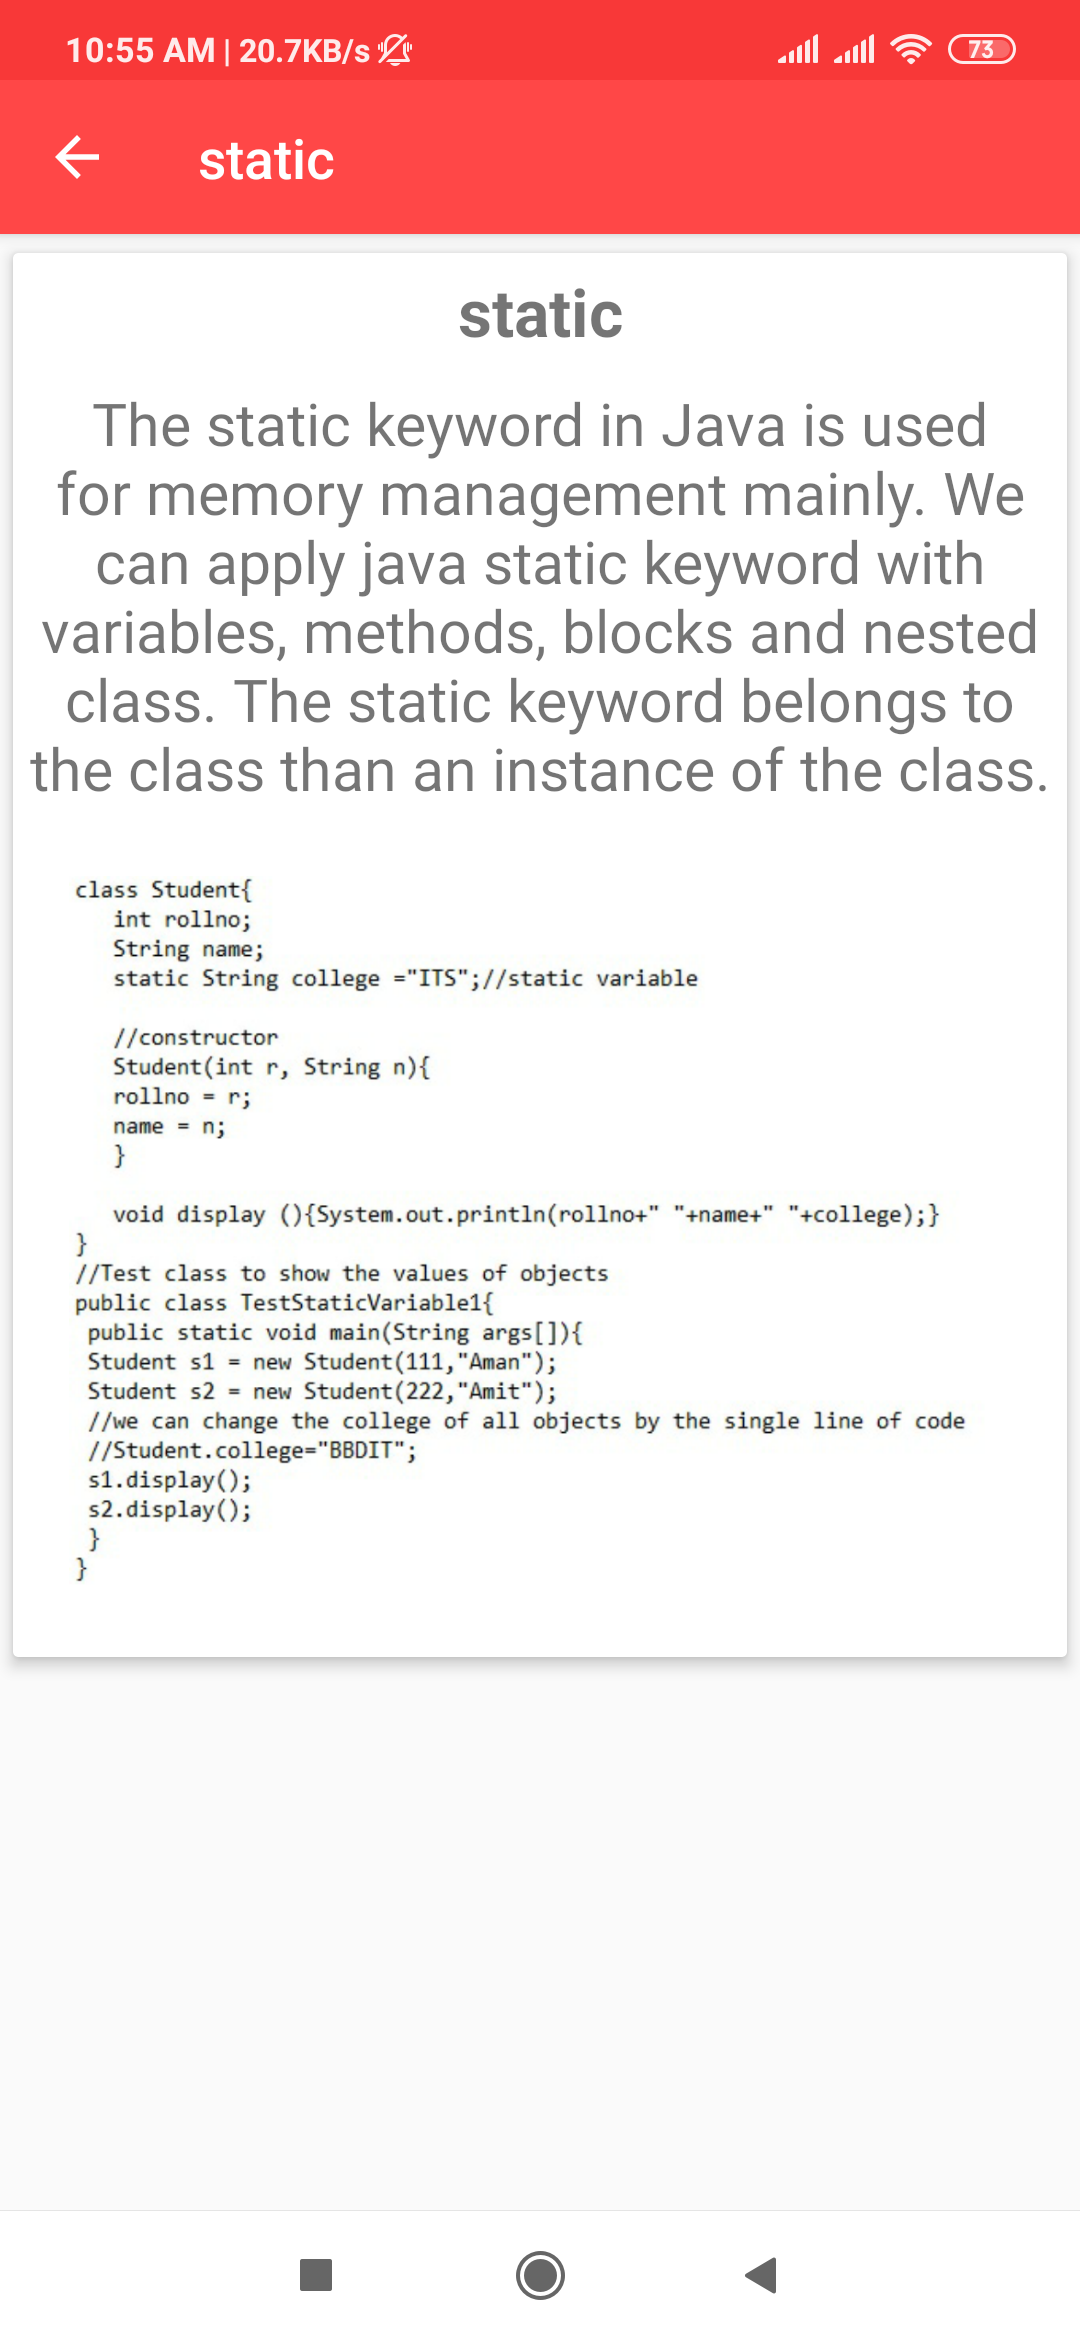 10:55 AM | 20.7KB/s
73
static
static
The static keyword in Java is used
for memory management mainly. We
can apply java static keyword with
variables, methods, blocks and nested
class. The static keyword belongs to
the class than an instance of the class.
class Student{
   int rollno;
   String name;
   static String college ="ITS";//static variable

   //constructor
   Student(int r, String n){
   rollno = r;
   name = n;
   }

   void display (){System.out.println(rollno+" "+name+" "+college);}
}
//Test class to show the values of objects
public class TestStaticVariable1{
 public static void main(String args[]){
 Student s1 = new Student(111,"Aman");
 Student s2 = new Student(222,"Amit");
 //we can change the college of all objects by the single line of code
 //Student.college="BBDIT";
 s1.display();
 s2.display();
 }
}